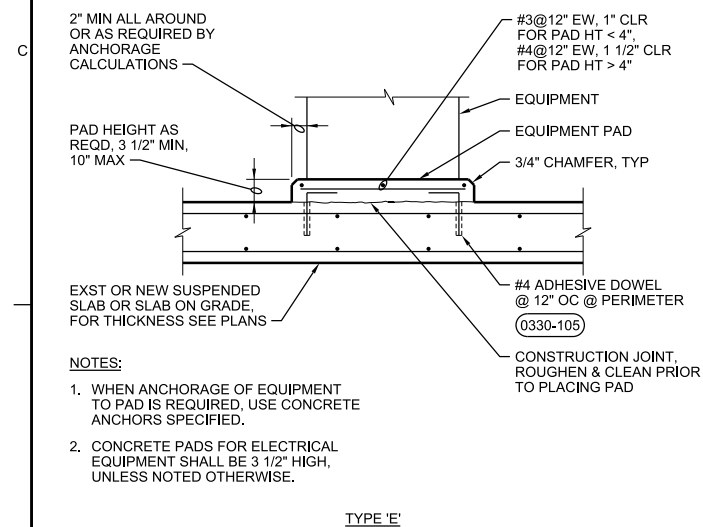 2" MIN ALL AROUND
OR AS REQUIRED BY
ANCHORAGE
CALCULATIONS
C
PAD HEIGHT AS
REQD, 3 1/2" MIN,
10" MAX
#3@12" EW, 1" CLR
FOR PAD HT < 4",
#4@12" EW, 1 1/2" CLR
FOR PAD HT > 4"
EQUIPMENT
EQUIPMENT PAD
3/4" CHAMFER, TYP
EXST OR NEW SUSPENDED
SLAB OR SLAB ON GRADE,
FOR THICKNESS SEE PLANS
#4 ADHESIVE DOWEL
@ 12" OC @ PERIMETER
0330-105
CONSTRUCTION JOINT,
ROUGHEN & CLEAN PRIOR
TO PLACING PAD
NOTES:
1. WHEN ANCHORAGE OF EQUIPMENT
TO PAD IS REQUIRED, USE CONCRETE
ANCHORS SPECIFIED.
2. CONCRETE PADS FOR ELECTRICAL
EQUIPMENT SHALL BE 3 1/2" HIGH,
UNLESS NOTED OTHERWISE.
TYPE 'E'